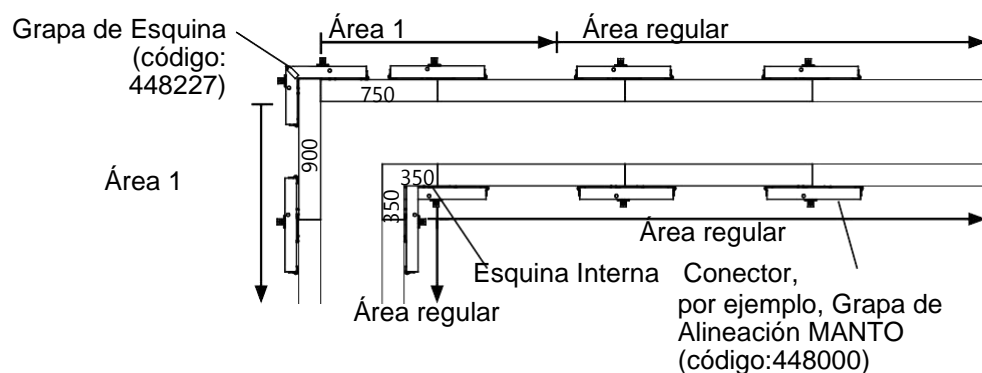 Grapa de Esquina
(código:
448227)
Área 1
Área regular
750
900
Área 1
350
350
Área regular
Esquina Interna
Área regular
Conector,
por ejemplo, Grapa de
Alineación MANTO
(código:448000)